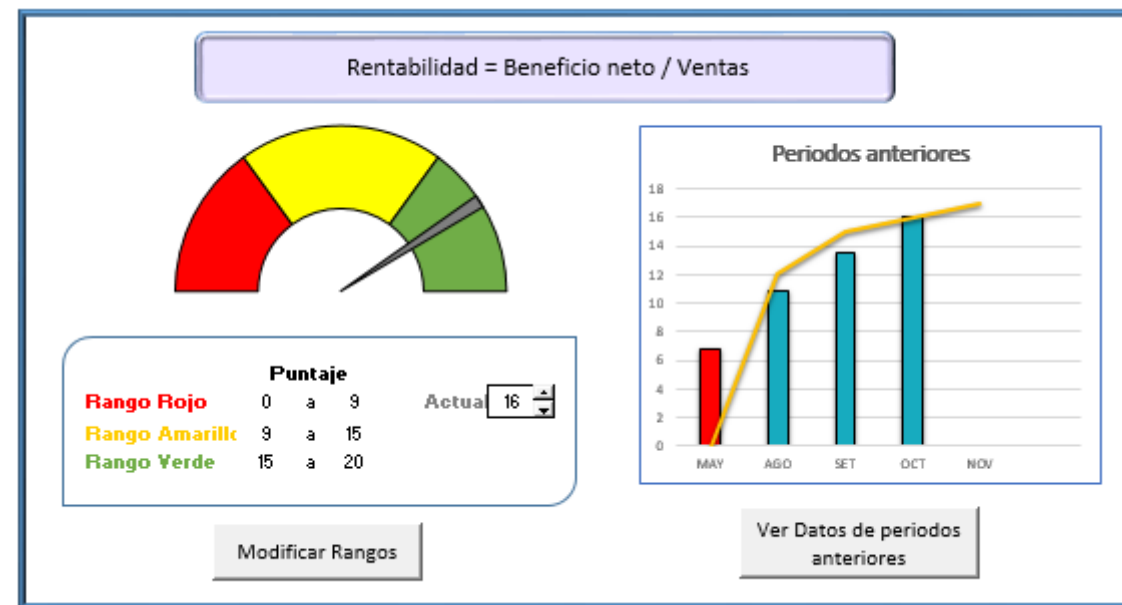 Rentabilidad = Beneficio neto / Ventas
Periodos anteriores
18
16
14
12
10
8
6
4
2
0
MAY AGO SET OCT NOV
Puntaje
Rango Rojo 0 a 9 Actual 16
Rango Amarillo 9 a 15
Rango Verde 15 a 20
Modificar Rangos
Ver Datos de periodos
anteriores